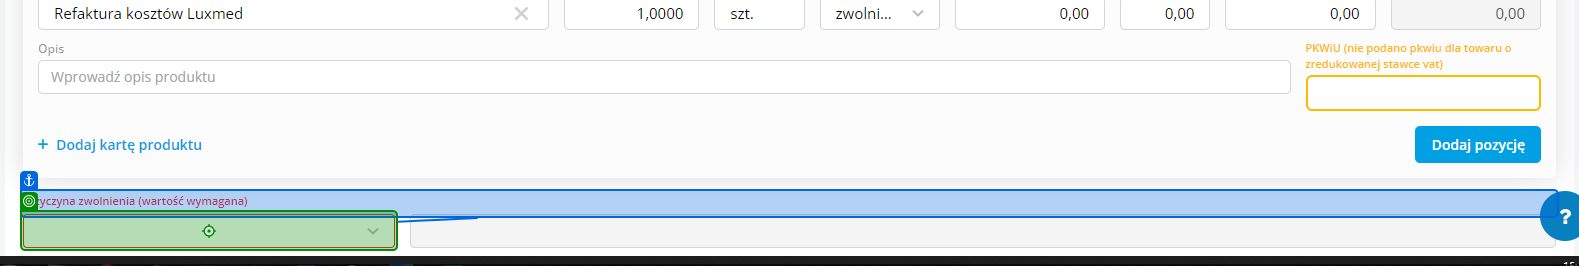 Refaktura kosztów Luxmed 1,0000 szt. zwolni... 0,00 0,00 0,00 0,00
Opis
PKWiU (nie podano pkwiu dla towaru o
zredukowanej stawce vat)
Wprowadź opis produktu
+ Dodaj kartę produktu
Dodaj pozycję
yczyna zwolnienia (wartość wymagana)
?